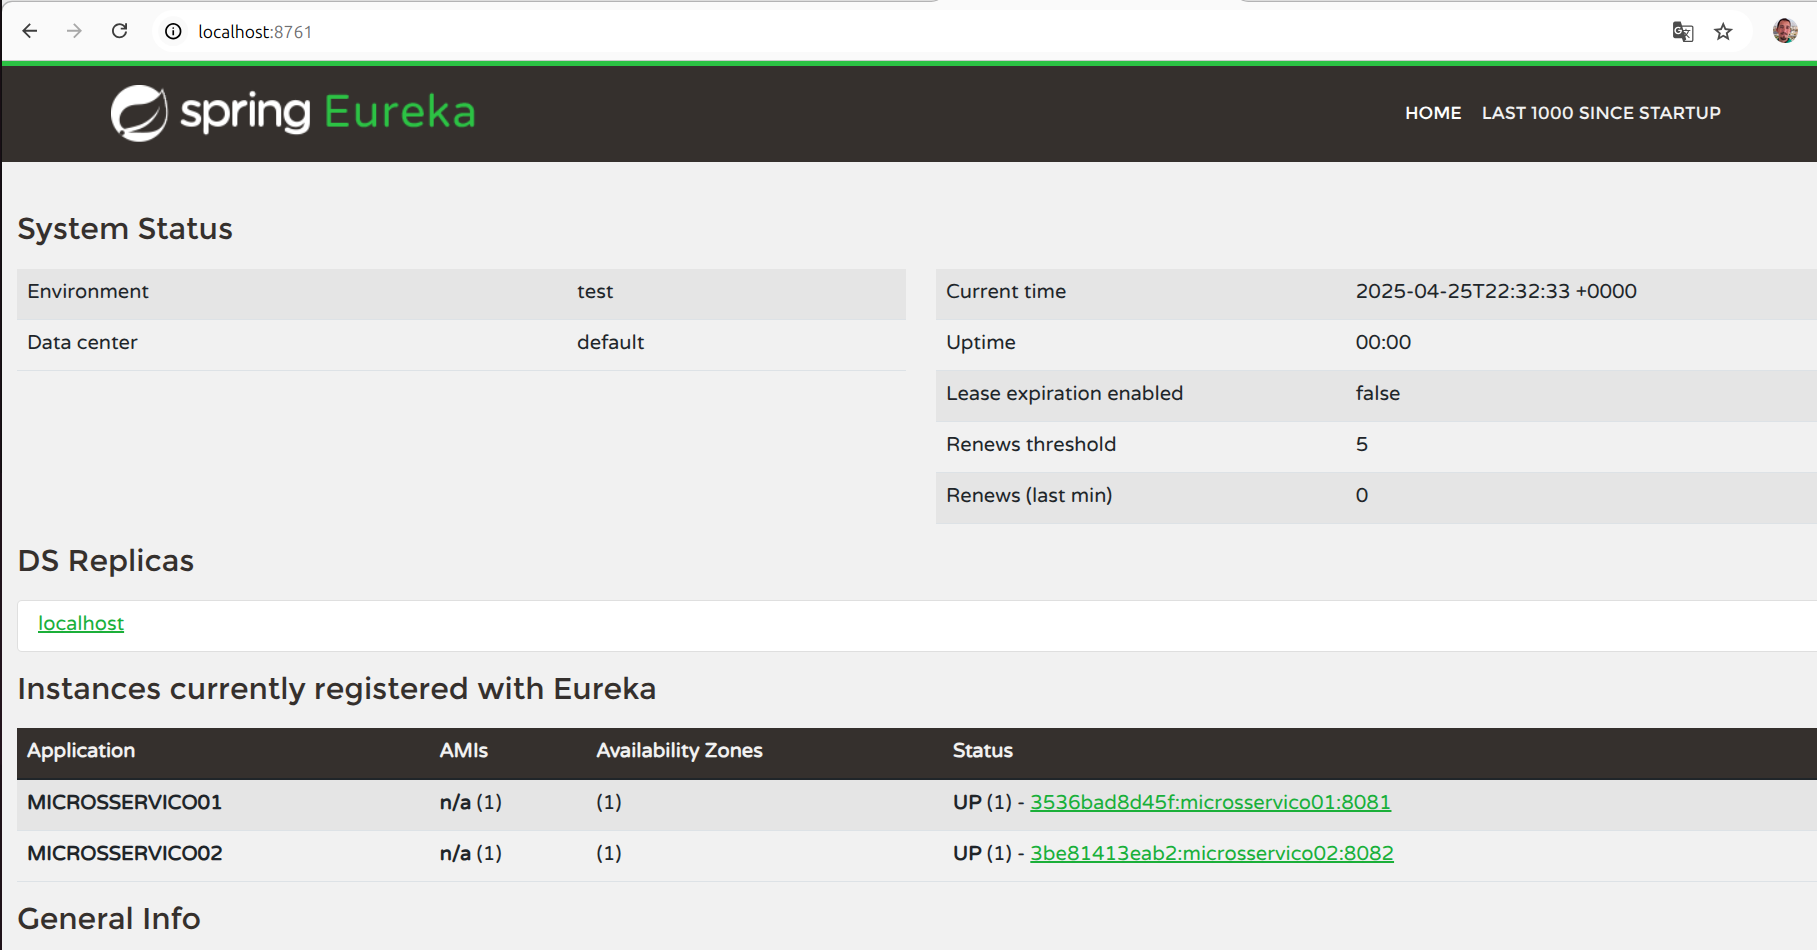 localhost:8761
spring Eureka
HOME LAST 1000 SINCE STARTUP
System Status
Environment test
Data center default
Current time 2025-04-25T22:32:33 +0000
Uptime 00:00
Lease expiration enabled false
Renews threshold 5
Renews (last min) 0
DS Replicas
localhost
Instances currently registered with Eureka
Application AMIs Availability Zones Status
MICROSSERVICO01 n/a (1) (1) UP (1) - 3536bad8d45f:microsservico01:8081
MICROSSERVICO02 n/a (1) (1) UP (1) - 3be81413eab2:microsservico02:8082
General Info